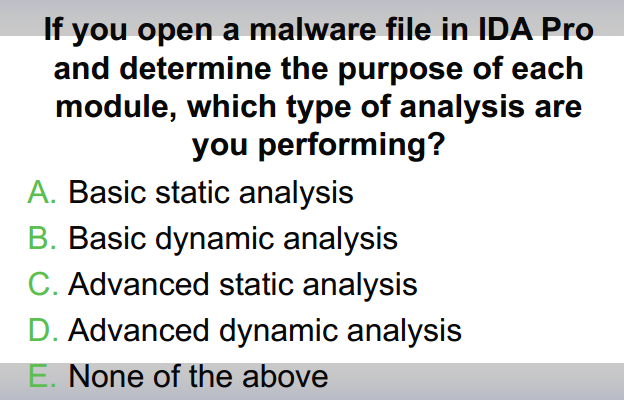 If you open a malware file in IDA Pro
and determine the purpose of each
module, which type of analysis are
you performing?
A. Basic static analysis
B. Basic dynamic analysis
C. Advanced static analysis
D. Advanced dynamic analysis
E. None of the above